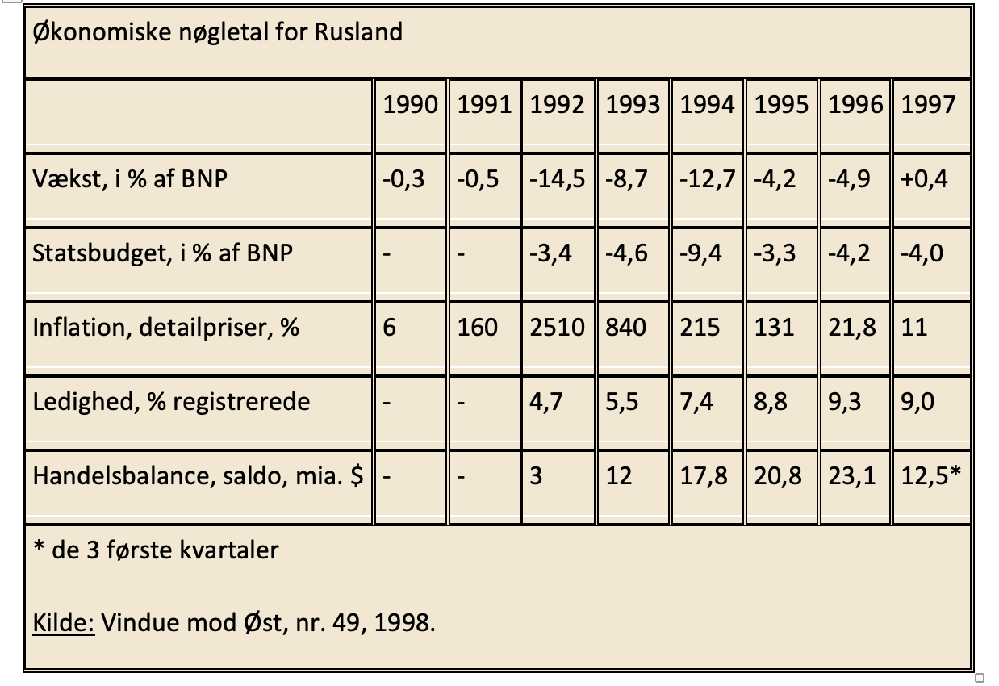 Økonomiske nøgletal for Rusland
1990 1991 1992 1993 1994 1995 1996 1997
Vækst, i % af BNP -0,3 -0,5 -14,5 -8,7 -12,7 -4,2 -4,9 +0,4
Statsbudget, i % af BNP - - -3,4 -4,6 -9,4 -3,3 -4,2 -4,0
Inflation, detailpriser, % 6 160 2510 840 215 131 21,8 11
Ledighed, % registrerede - - 4,7 5,5 7,4 8,8 9,3 9,0
Handelsbalance, saldo, mia. $ - - 3 12 17,8 20,8 23,1 12,5*
* de 3 første kvartaler
Kilde: Vindue mod Øst, nr. 49, 1998.